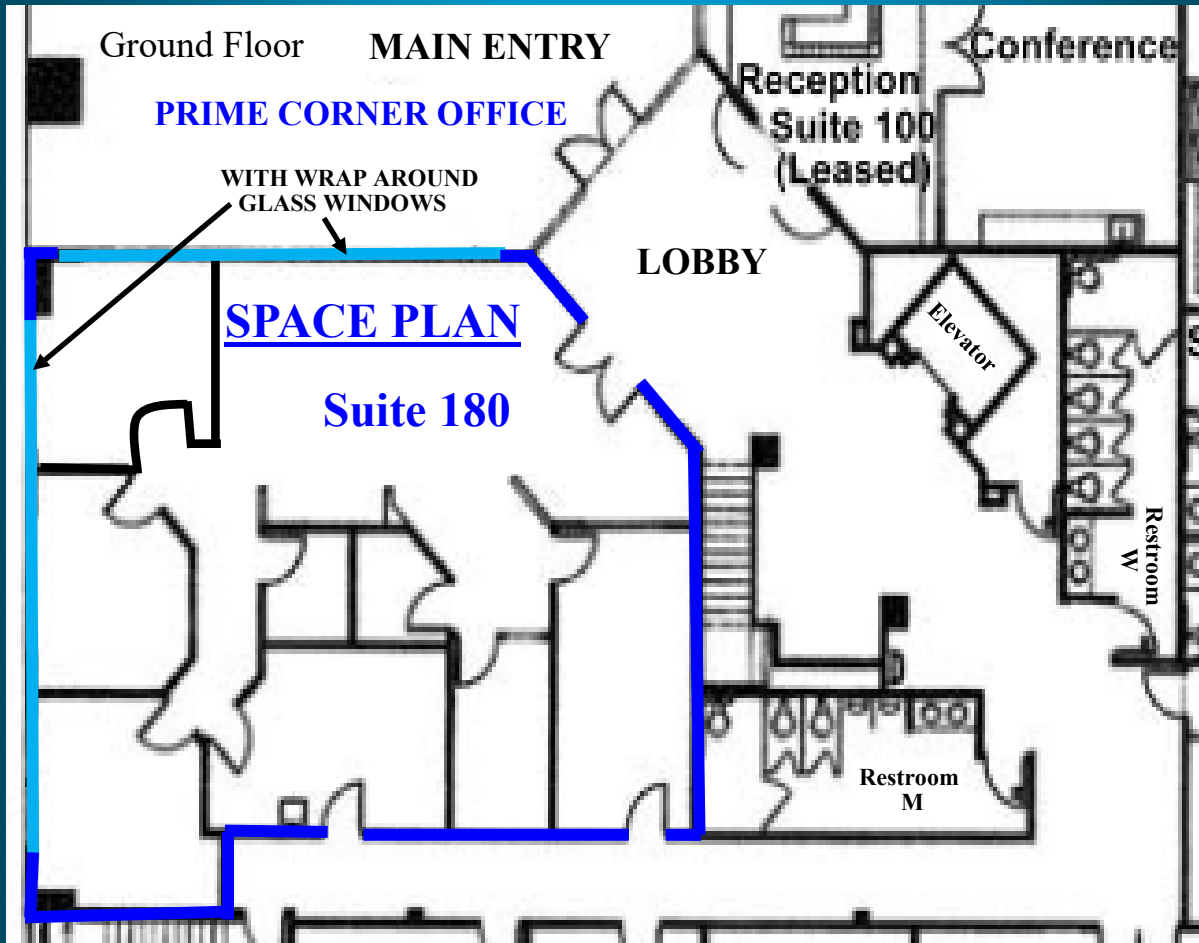 Ground Floor
MAIN ENTRY
PRIME CORNER OFFICE
WITH WRAP AROUND
GLASS WINDOWS
Conference
Reception
Suite 100
(Leased)
LOBBY
SPACE PLAN
Suite 180
Elevator
Restroom
W
Restroom
M